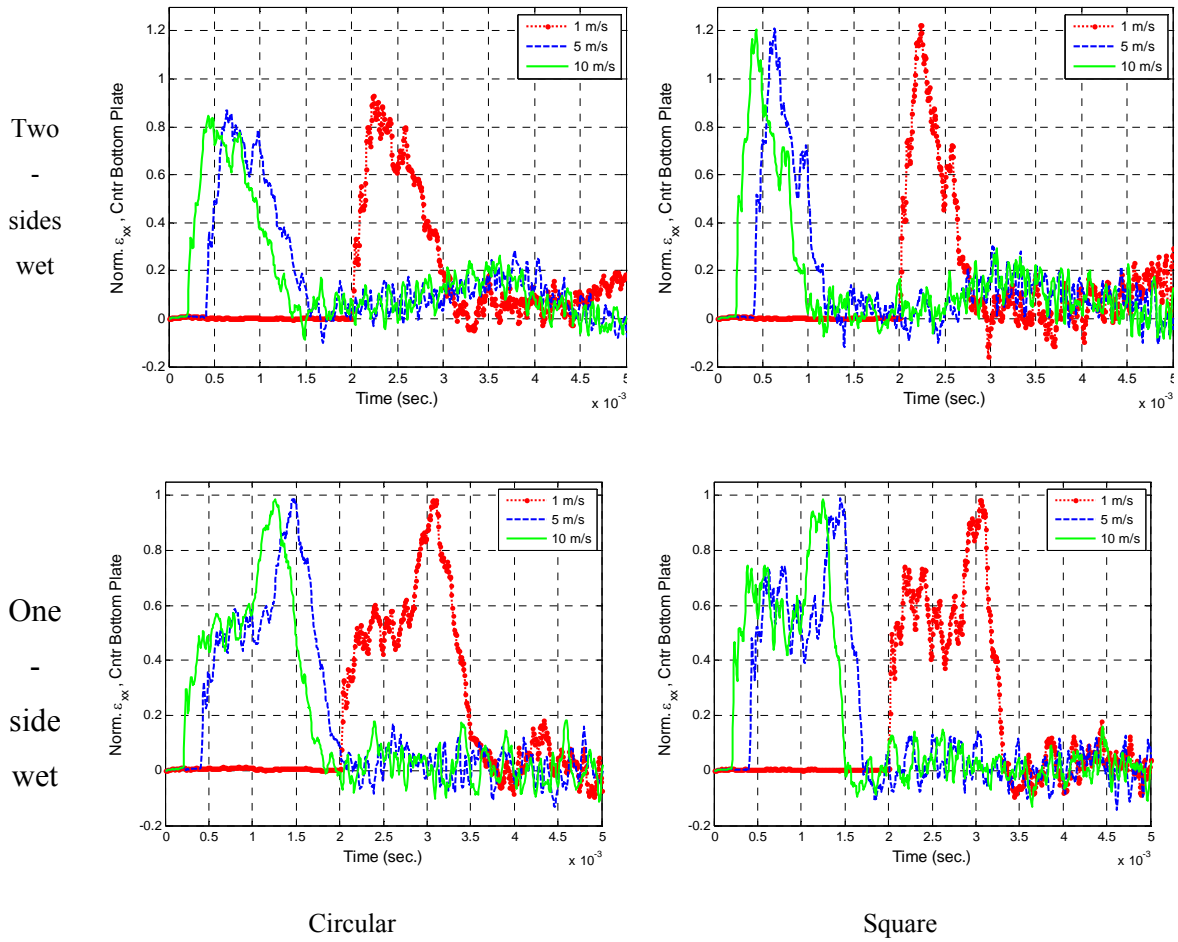 Two
-
sides
wet
Norm. εxx , Cntr Bottom Plate
1.2
1
0.8
0.6
0.4
0.2
0
-0.2
0 0.5 1 1.5 2 2.5 3 3.5 4 4.5 5
Time (sec.)
x 10-3
1 m/s
5 m/s
10 m/s
Norm. εxx , Cntr Bottom Plate
1.2
1
0.8
0.6
0.4
0.2
0
-0.2
0 0.5 1 1.5 2 2.5 3 3.5 4 4.5 5
Time (sec.)
x 10-3
1 m/s
5 m/s
10 m/s
One
-
side
wet
Norm. εxx , Cntr Bottom Plate
1
0.8
0.6
0.4
0.2
0
-0.2
0 0.5 1 1.5 2 2.5 3 3.5 4 4.5 5
Time (sec.)
x 10-3
1 m/s
5 m/s
10 m/s
Norm. εxx , Cntr Bottom Plate
1
0.8
0.6
0.4
0.2
0
-0.2
0 0.5 1 1.5 2 2.5 3 3.5 4 4.5 5
Time (sec.)
x 10-3
1 m/s
5 m/s
10 m/s
Circular
Square